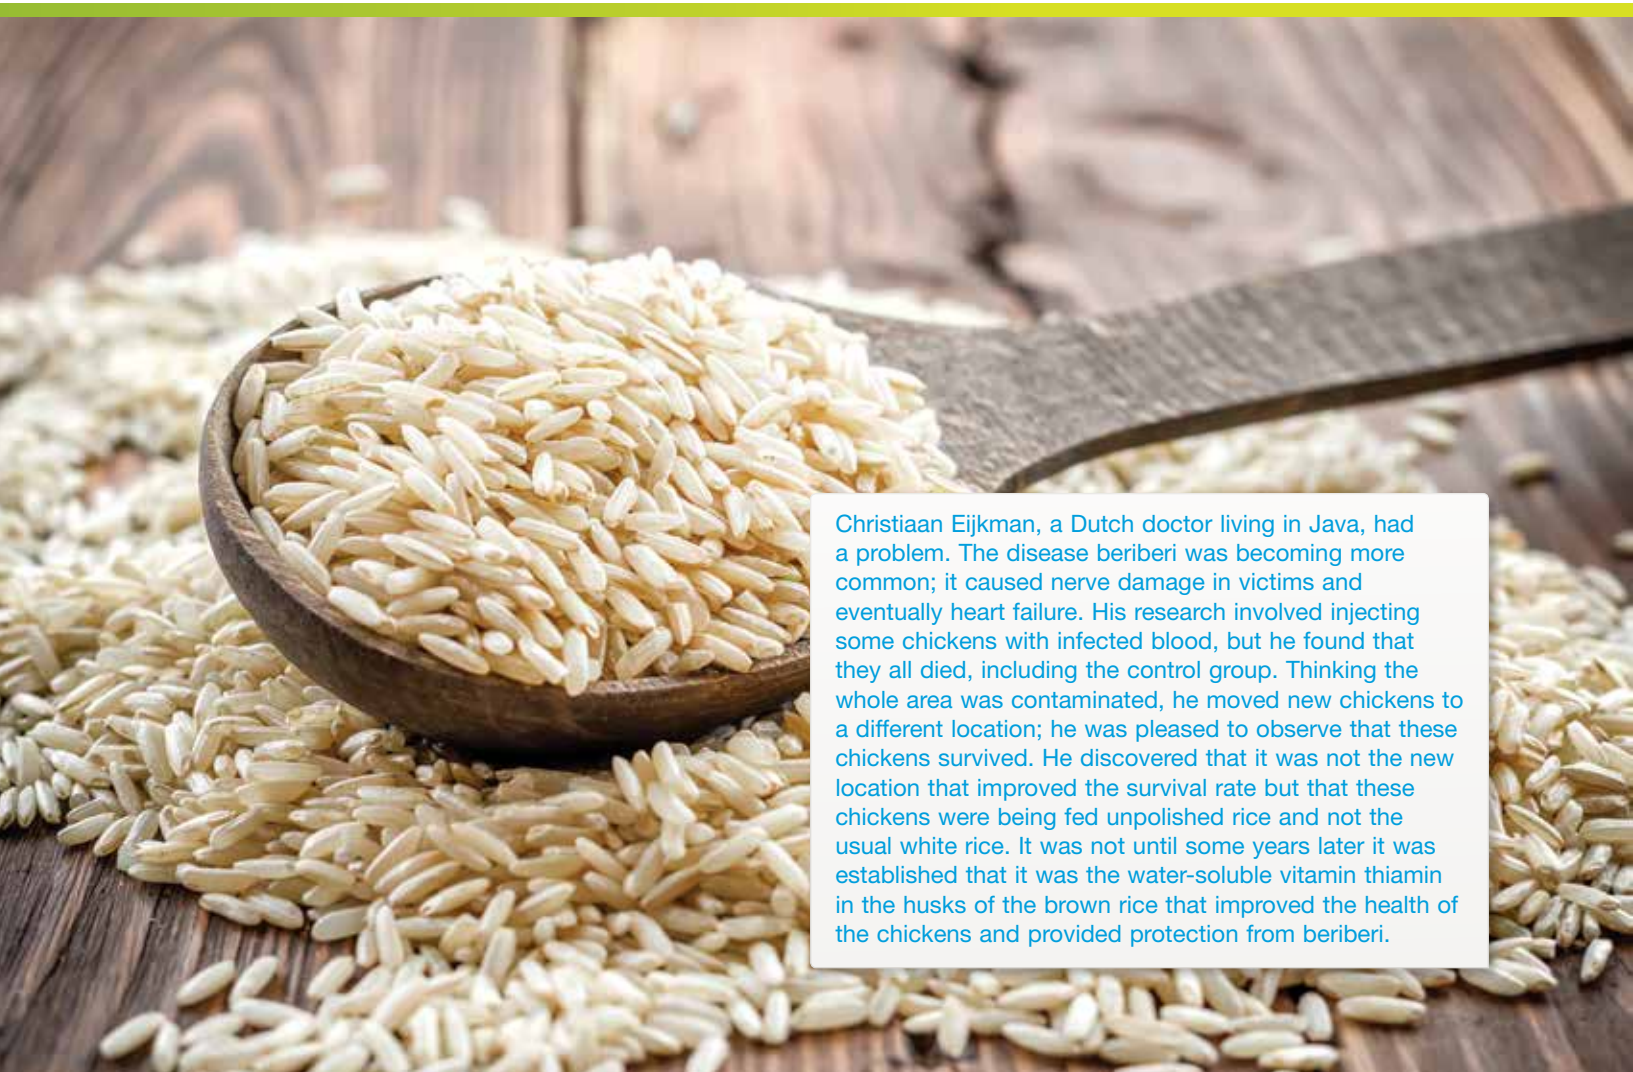 Christiaan Eijkman, a Dutch doctor living in Java, had
a problem. The disease beriberi was becoming more
common; it caused nerve damage in victims and
eventually heart failure. His research involved injecting
some chickens with infected blood, but he found that
they all died, including the control group. Thinking the
whole area was contaminated, he moved new chickens to
a different location; he was pleased to observe that these
chickens survived. He discovered that it was not the new
location that improved the survival rate but that these
chickens were being fed unpolished rice and not the
usual white rice. It was not until some years later it was
established that it was the water-soluble vitamin thiamin
in the husks of the brown rice that improved the health of
the chickens and provided protection from beriberi.